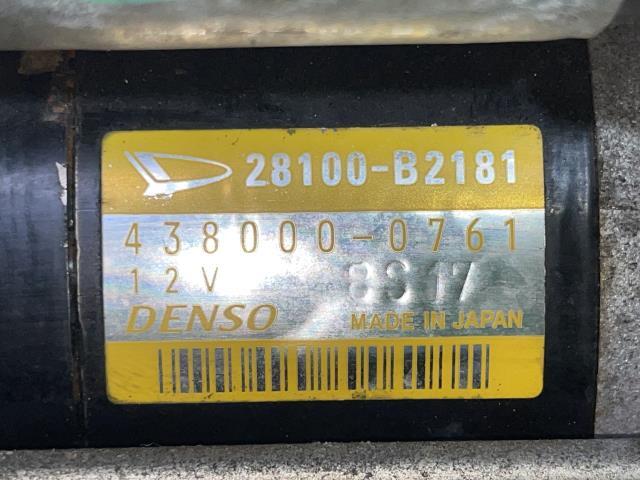 28100-B2181
438000-0761
12V 8S17
DENSO MADE IN JAPAN